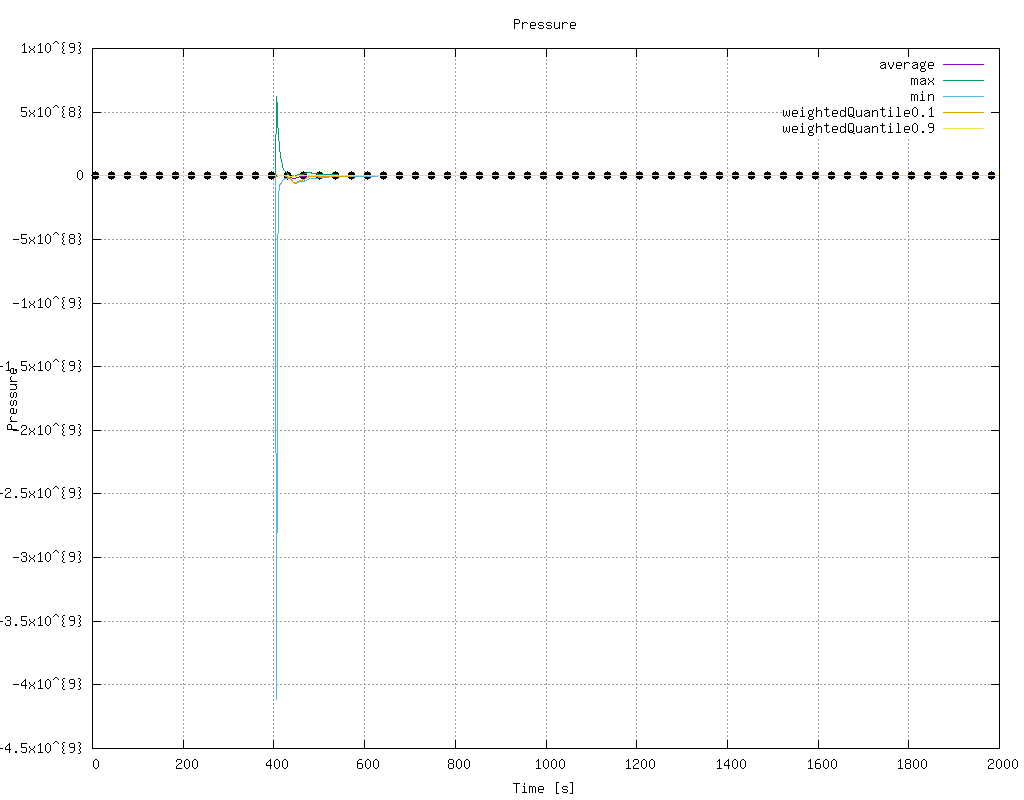 Pressure
1x10^{9}
5x10^{8}
0
-5x10^{8}
-1x10^{9}
-1.5x10^{9}
-2x10^{9}
-2.5x10^{9}
-3x10^{9}
-3.5x10^{9}
-4x10^{9}
-4.5x10^{9}
Pressure
average
max
min
weightedQuantile0.1
weightedQuantile0.9
0 200 400 600 800 1000 1200 1400 1600 1800 2000
Time [s]